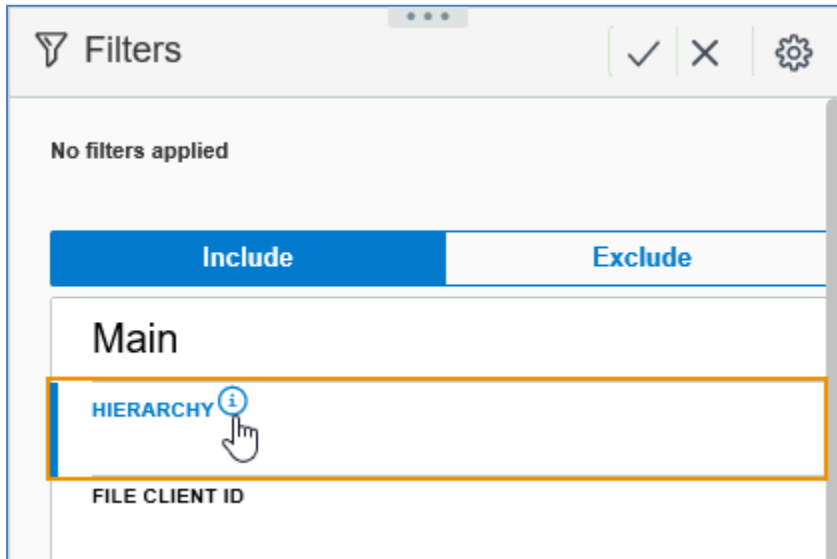 Filters
No filters applied
Include Exclude
Main
HIERARCHY i
FILE CLIENT ID